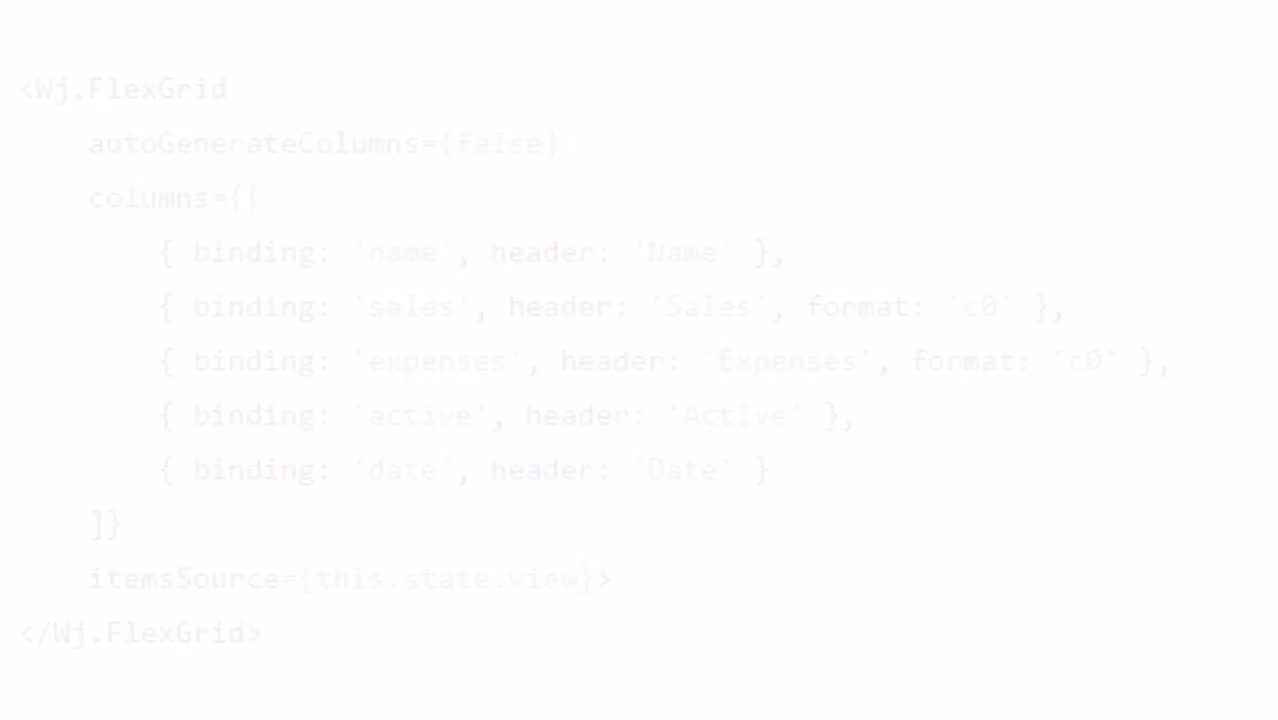 <Wj.FlexGrid
autoGenerateColumns={false}
columns={[
{ binding: 'name', header: 'Name' },
{ binding: 'sales', header: 'Sales', format: 'c0' },
{ binding: 'expenses', header: 'Expenses', format: 'c0' },
{ binding: 'active', header: 'Active' },
{ binding: 'date', header: 'Date' }
]}
itemsSource={this.state.view}>
</Wj.FlexGrid>